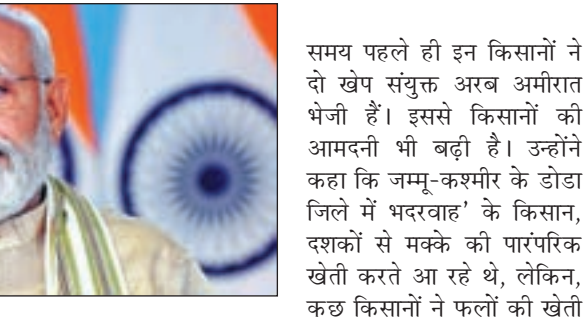 समय पहले ही इन किसानों ने
दो खेप संयुक्त अरब अमीरात
भेजी हैं। इससे किसानों की
आमदनी भी बढ़ी है। उन्होंने
कहा कि जम्मू-कश्मीर के डोडा
जिले में भदरवाह' के किसान,
दशकों से मक्के की पारंपरिक
खेती करते आ रहे थे, लेकिन,
कछ किसानों ने फलों की खेती